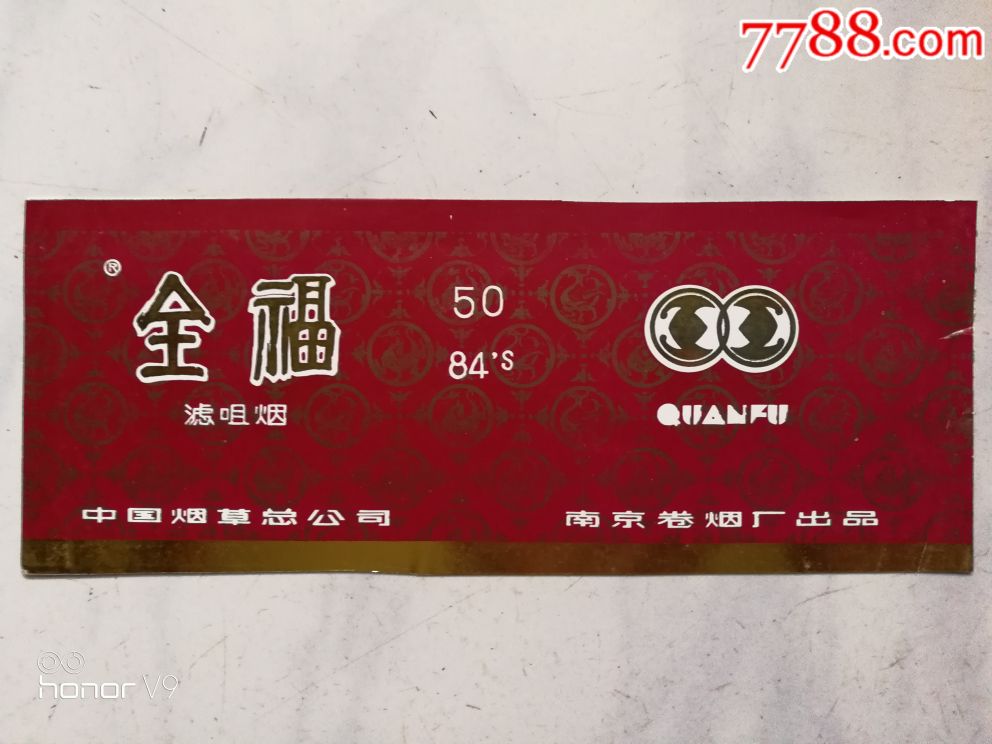 7788.com
®
全福
滤咀烟
50
84's
QUANFU
中国烟草总公司
南京卷烟厂出品
honor V9